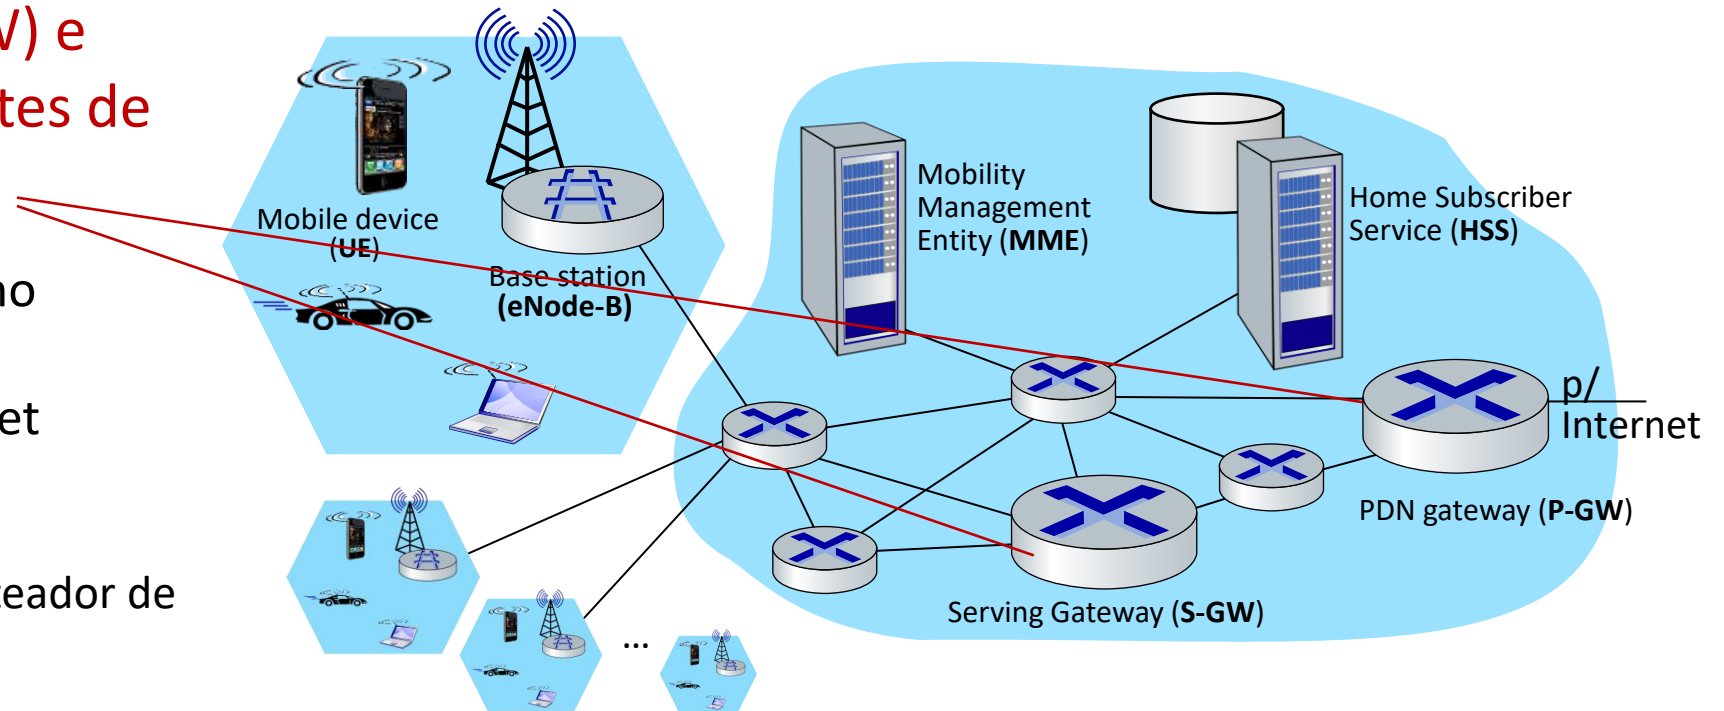 W) e
tes de
no
et
teador de
Mobile device
(UE)
Base station
(eNode-B)
Mobility
Management
Entity (MME)
Home Subscriber
Service (HSS)
p/
Internet
PDN gateway (P-GW)
Serving Gateway (S-GW)
...